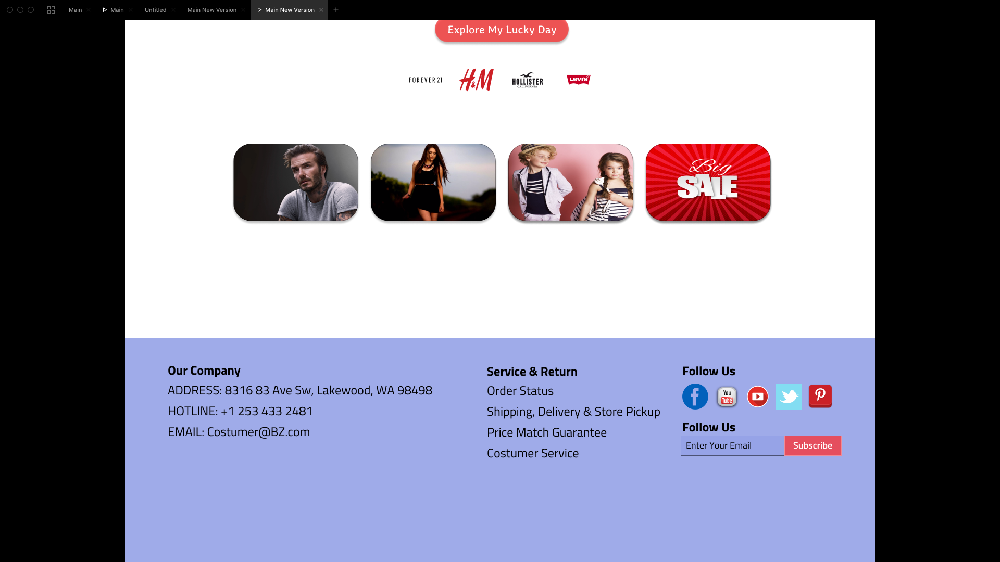 Main
Main
Untitled
Main New Version
Main New Version
Explore My Lucky Day
FOREVER 21
H&M
HOLLISTER
CALIFORNIA
LEVI'S
Big
SALE
Our Company
ADDRESS: 8316 83 Ave Sw, Lakewood, WA 98498
HOTLINE: +1 253 433 2481
EMAIL: Costumer@BZ.com
Service & Return
Order Status
Shipping, Delivery & Store Pickup
Price Match Guarantee
Costumer Service
Follow Us
You
Tube
Follow Us
Enter Your Email
Subscribe